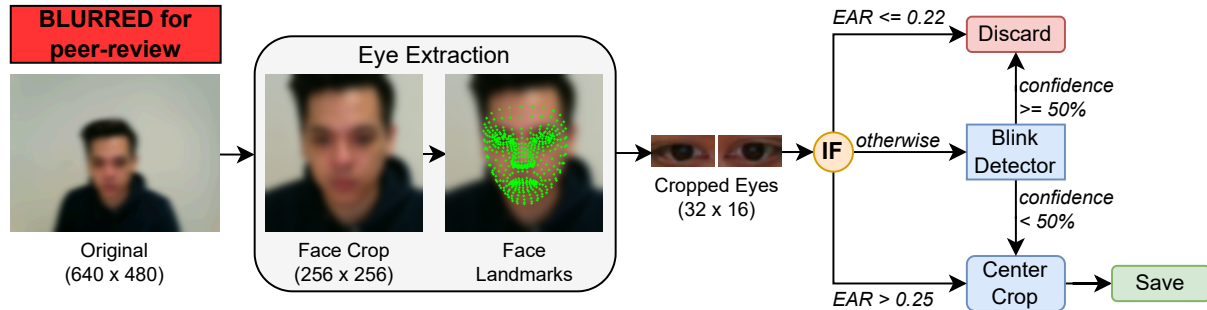 BLURRED for
peer-review
Original
(640 x 480)
Eye Extraction
Face Crop
(256 x 256)
Face
Landmarks
Cropped Eyes
(32 x 16)
IF
EAR <= 0.22
otherwise
EAR > 0.25
Discard
confidence
>= 50%
Blink
Detector
confidence
< 50%
Center
Crop
Save